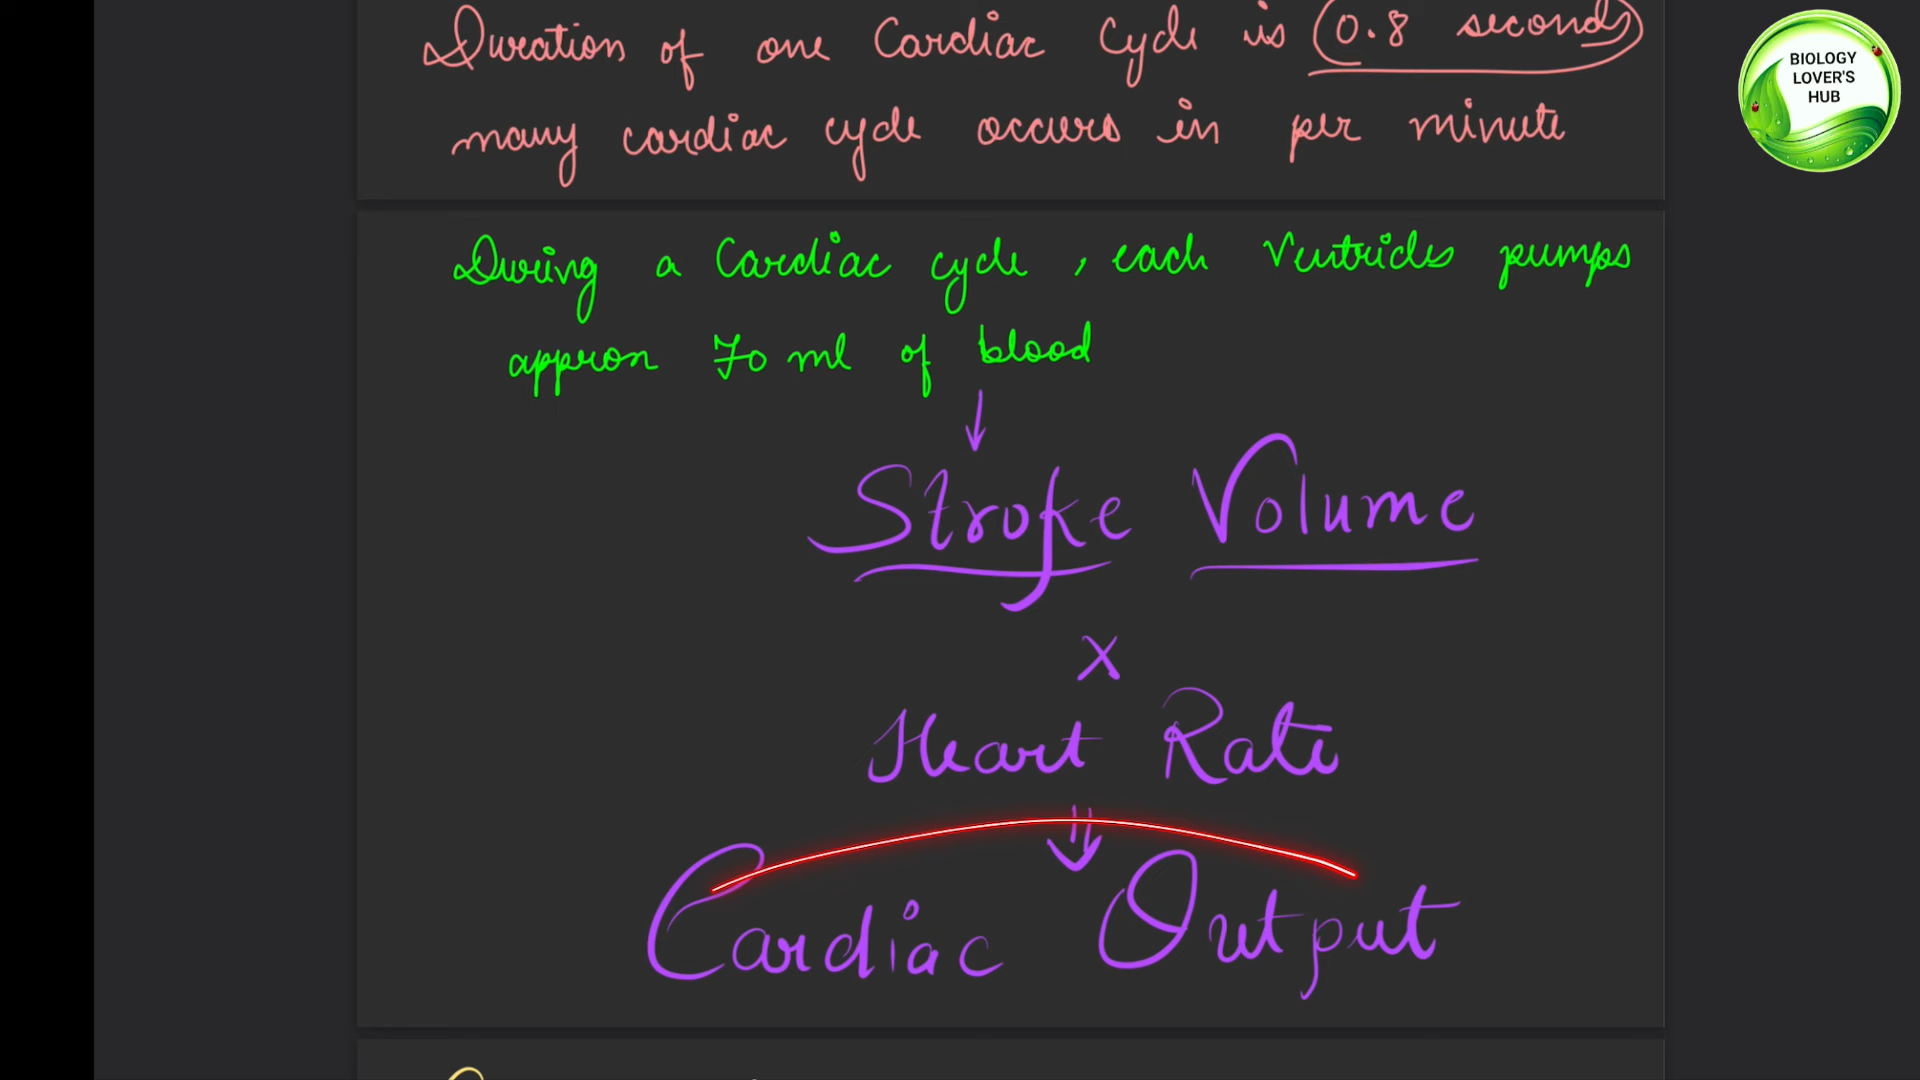 Duration of one Cardiac Cycle is (0.8 seconds)
many cardiac cycle occurs in per minute
BIOLOGY
LOVER'S
HUB
During a Cardiac cycle, each Ventricles pumps
approx 70 ml of blood
↓
Stroke Volume
×
Heart Rate
⇓
Cardiac Output